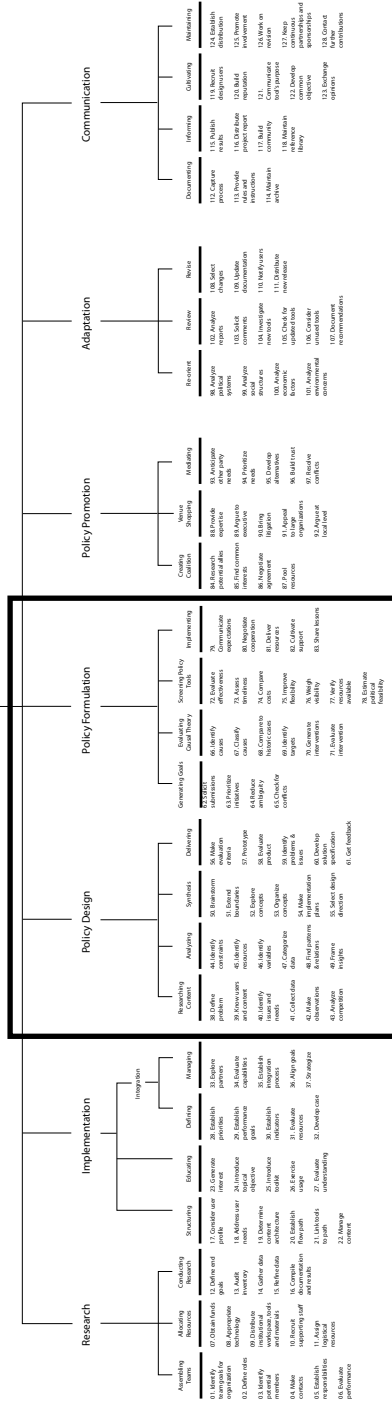 Research
Assembling
Teams
01. Identify
team goals for
organization
02. Define roles
03. Identify
potential
members
04. Make
contacts
05. Establish
responsibilities
06. Evaluate
performance
Allocating
Resources
07. Obtain funds
08. Appropriate
technology
09. Distribute
institutional
workspace, tools
and materials
10. Recruit
supporting staff
11. Assign
logistical
resources
Conducting
Research
12. Define end
goals
13. Audit
inventory
14. Gather data
15. Refine data
16. Compile
documentation
and results
Implementation
Structuring
17. Consider user
profile
18. Address user
needs
19. Determine
content
architecture
20. Establish
flow path
21. Link tools
to path
22. Manage
content
Educating
23. Generate
interest
24. Introduce
topical
objective
25. Introduce
toolkit
26. Exercise
usage
27. Evaluate
understanding
Integration
Defining
28. Establish
priorities
29. Establish
performance
goals
30. Establish
indicators
31. Evaluate
resources
32. Develop case
Managing
33. Explore
partners
34. Evaluate
capabilities
35. Establish
integration
process
36. Align goals
37. Strategize
Policy Design
Researching
Content
38. Define
problem
39. Know users
and content
40. Identify
issues and
needs
41. Collect data
42. Make
observations
43. Analyze
competition
Analyzing
44. Identify
constraints
45. Identify
resources
46. Identify
variables
47. Categorize
data
48. Find patterns
& relations
49. Frame
insights
Synthesis
50. Brainstorm
51. Extend
boundaries
52. Explore
concepts
53. Organize
concepts
54. Make
implementation
plans
55. Select design
direction
Delivering
56. Make
evaluation
criteria
57. Prototype
58. Evaluate
product
59. Identify
problems &
issues
60. Develop
solution
specification
61. Get feedback
Policy Formulation
Generating Goals
62. Solicit
submissions
63. Prioritize
initiatives
64. Reduce
ambiguity
65. Check for
conflicts
Evaluating
Causal Theory
66. Identify
causes
67. Classify
causes
68. Compare to
historic cases
69. Identify
targets
70. Generate
interventions
71. Evaluate
intervention
Screening Policy
Tools
72. Evaluate
effectiveness
73. Assess
timeliness
74. Compare
costs
75. Improve
flexibility
76. Weigh
visibility
77. Verify
resources
available
78. Estimate
political
feasibility
Implementing
79.
Communicate
expectations
80. Negotiate
cooperation
81. Deliver
resources
82. Cultivate
support
83. Share lessons
Policy Promotion
Creating
Coalition
84. Research
potential allies
85. Find common
interests
86. Negotiate
agreement
87. Pool
resources
Venue
Shopping
88. Provide
expertise
89. Argue to
executive
90. Bring
litigation
91. Appeal
to large
organizations
92. Argue at
local level
Mediating
93. Anticipate
other party
needs
94. Prioritize
needs
95. Develop
alternatives
96. Build trust
97. Resolve
conflicts
Adaptation
Re-orient
98. Analyze
political
systems
99. Analyze
social
structures
100. Analyze
economic
factors
101. Analyze
environmental
concerns
Review
102. Analyze
reports
103. Solicit
comments
104. Investigate
new tools
105. Check for
updated tools
106. Consider
unused tools
107. Document
recommendations
Revise
108. Select
changes
109. Update
documentation
110. Notify users
111. Distribute
new release
Communication
Documenting
112. Capture
process
113. Provide
rules and
instructions
114. Maintain
archive
Informing
115. Publish
results
116. Distribute
project report
117. Build
community
118. Maintain
reference
library
Cultivating
119. Recruit
design users
120. Build
reputation
121.
Communicate
tool's purpose
122. Develop
common
objective
123. Exchange
opinions
Maintaining
124. Establish
distribution
125. Promote
involvement
126. Work on
revision
127. Keep
continuous
partnerships and
sponsorships
128. Contact
further
contributions